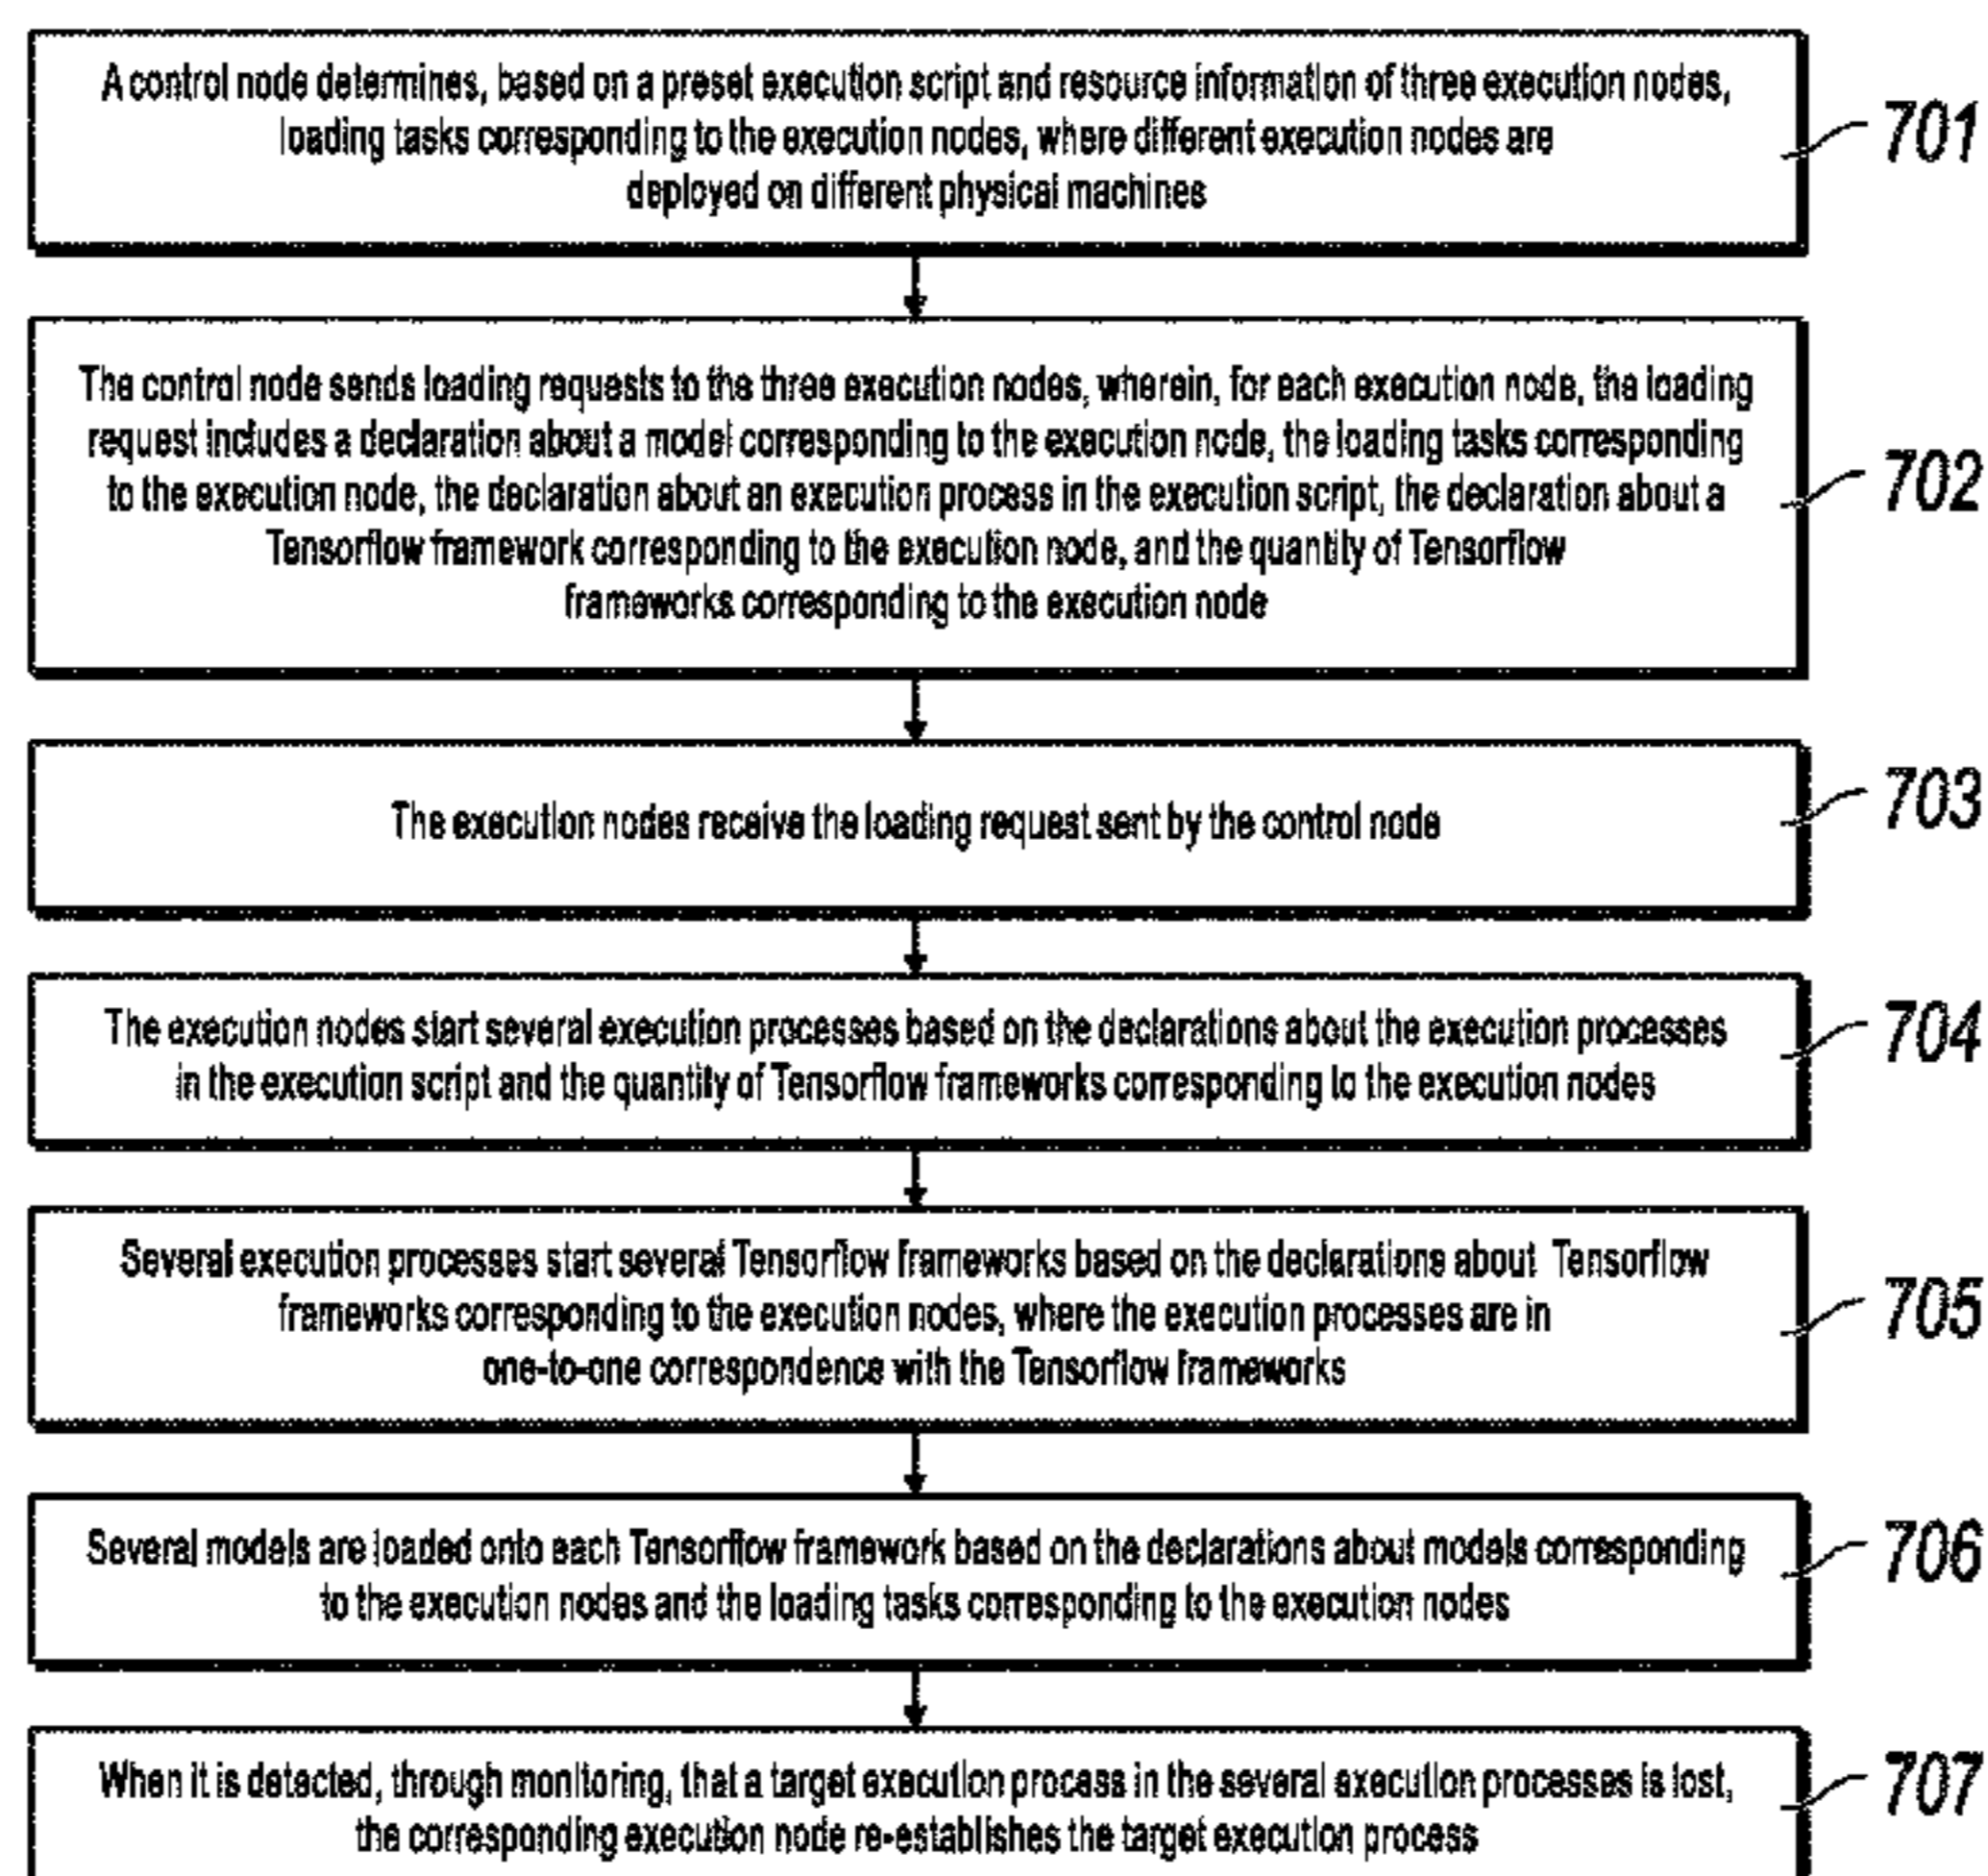 A control node determines, based on a preset execution script and resource information of three execution nodes,
loading tasks corresponding to the execution nodes, where different execution nodes are
deployed on different physical machines
701
The control node sends loading requests to the three execution nodes, wherein, for each execution node, the loading
request includes a declaration about a model corresponding to the execution node, the loading tasks corresponding
to the execution node, the declaration about an execution process in the execution script, the declaration about a
Tensorflow framework corresponding to the execution node, and the quantity of Tensorflow
frameworks corresponding to the execution node
702
The execution nodes receive the loading request sent by the control node
703
The execution nodes start several execution processes based on the declarations about the execution processes
in the execution script and the quantity of Tensorflow frameworks corresponding to the execution nodes
704
Several execution processes start several Tensorflow frameworks based on the declarations about Tensorflow
frameworks corresponding to the execution nodes, where the execution processes are in
one-to-one correspondence with the Tensorflow frameworks
705
Several models are loaded onto each Tensorflow framework based on the declarations about models corresponding
to the execution nodes and the loading tasks corresponding to the execution nodes
706
When it is detected, through monitoring, that a target execution process in the several execution processes is lost,
the corresponding execution node re-establishes the target execution process
707